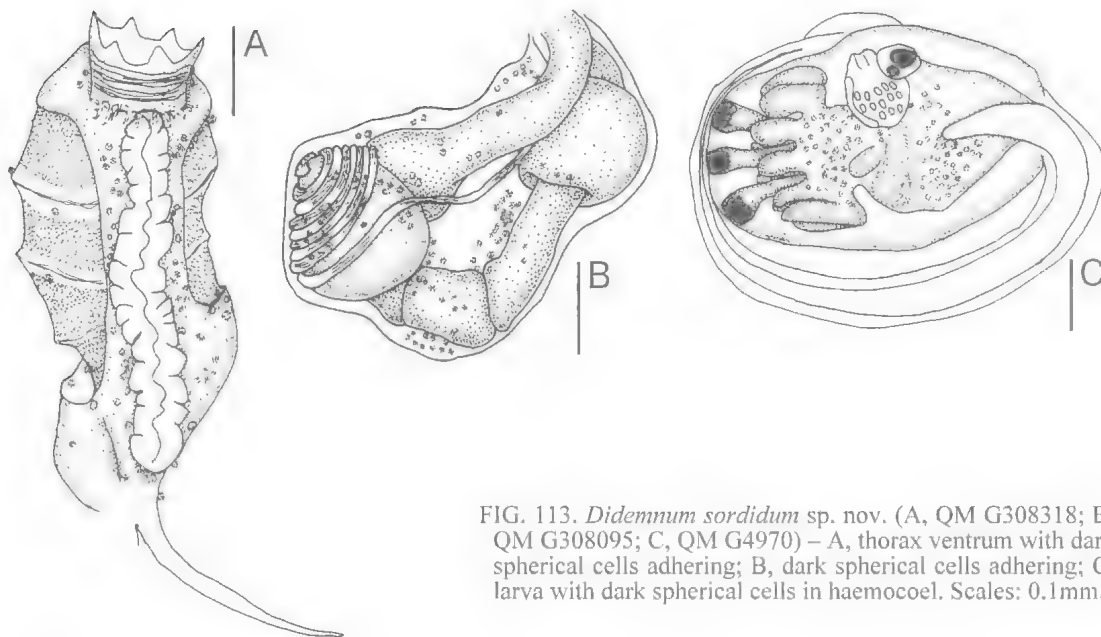 A
B
C
FIG. 113. Didemnum sordidum sp. nov. (A, QM G308318; B
QM G308095; C, QM G4970) – A, thorax ventrum with dar
spherical cells adhering; B, dark spherical cells adhering; C
larva with dark spherical cells in haemocoel. Scales: 0.1mm.